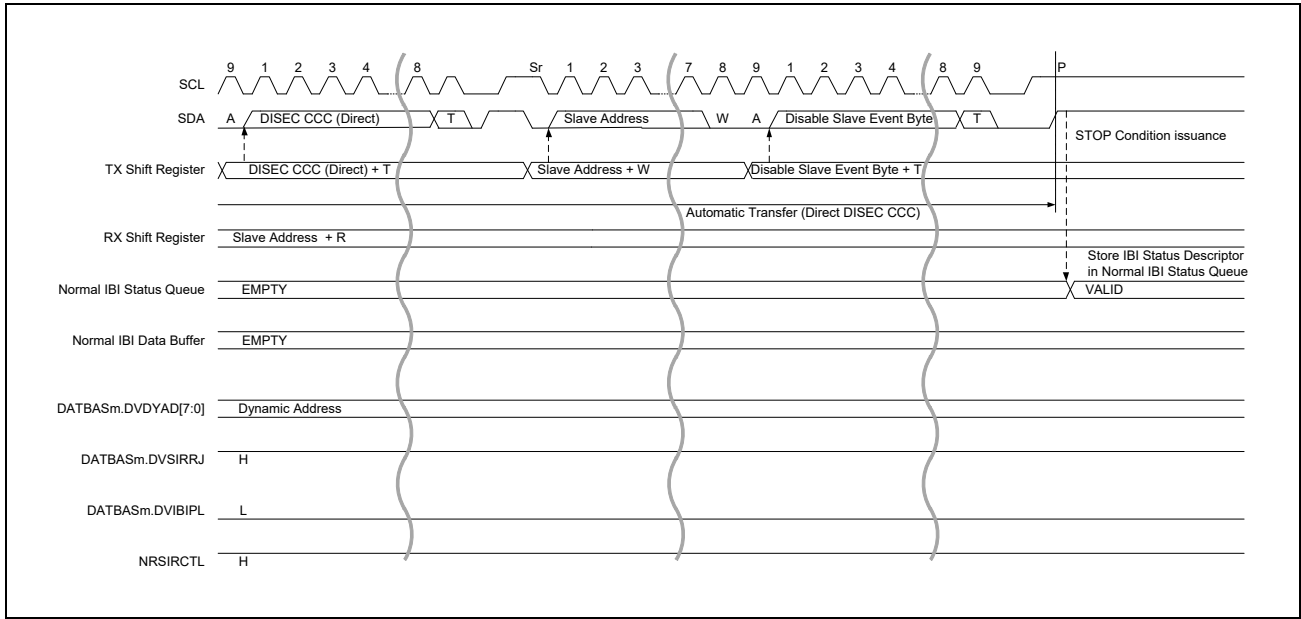 SCL 9 1 2 3 4 8 Sr 1 2 3 7 8 9 1 2 3 4 8 9 P
SDA A DISEC CCC (Direct) T Slave Address W A Disable Slave Event Byte T
STOP Condition issuance
TX Shift Register DISEC CCC (Direct) + T Slave Address + W Disable Slave Event Byte + T
Automatic Transfer (Direct DISEC CCC)
RX Shift Register Slave Address + R
Store IBI Status Descriptor
in Normal IBI Status Queue
Normal IBI Status Queue EMPTY VALID
Normal IBI Data Buffer EMPTY
DATBASm.DVDYAD[7:0] Dynamic Address
DATBASm.DVSIRRJ H
DATBASm.DVIBIPL L
NRSIRCTL H